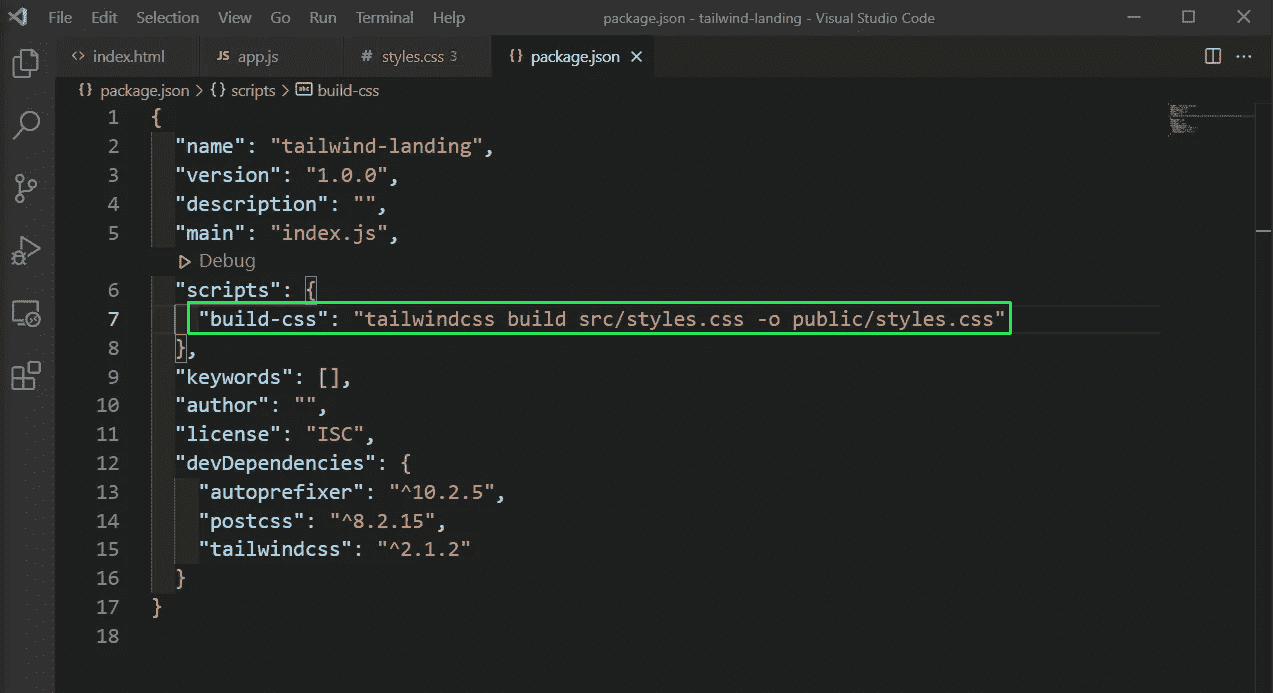 File Edit Selection View Go Run Terminal Help package.json - tailwind-landing - Visual Studio Code
<> index.html JS app.js # styles.css 3 {} package.json
{} package.json > {} scripts > abc build-css
1 {
2 "name": "tailwind-landing",
3 "version": "1.0.0",
4 "description": "",
5 "main": "index.js",
Debug
6 "scripts": {
7 "build-css": "tailwindcss build src/styles.css -o public/styles.css"
8 },
9 "keywords": [],
10 "author": "",
11 "license": "ISC",
12 "devDependencies": {
13 "autoprefixer": "^10.2.5",
14 "postcss": "^8.2.15",
15 "tailwindcss": "^2.1.2"
16 }
17 }
18